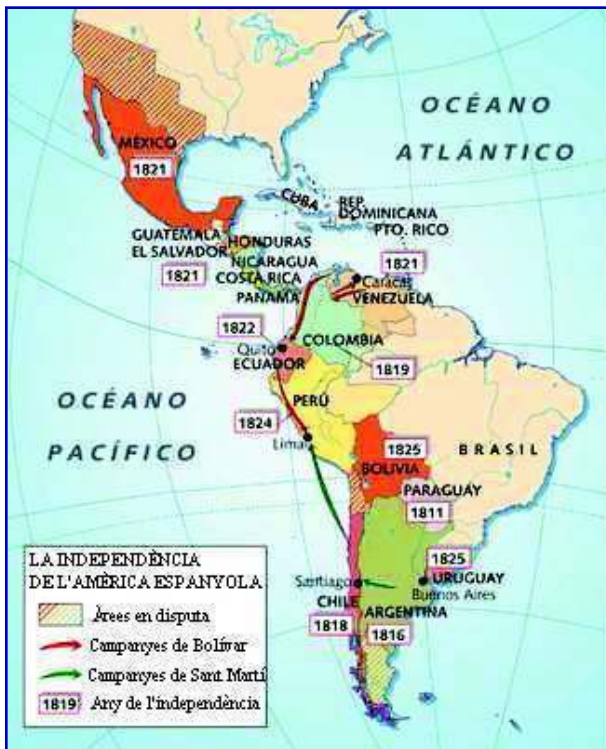 OCÉANO
ATLÁNTICO
MÉXICO
1821
CUBA
REP.
DOMINICANA
PTO. RICO
GUATEMALA
EL SALVADOR
HONDURAS
NICARAGUA
COSTA RICA
PANAMÁ
1821
1821
Caracas
VENEZUELA
1822
Quito
ECUADOR
COLOMBIA
1819
OCÉANO
PACÍFICO
PERÚ
1824
Lima
BRASIL
1825
BOLIVIA
PARAGUAY
1811
1825
URUGUAY
Buenos Aires
Santiago
CHILE
1818
ARGENTINA
1816
LA INDEPENDÈNCIA
DE L'AMÈRICA ESPANYOLA
Àrees en disputa
Campanyes de Bolívar
Campanyes de Sant Martí
1819 Any de l'independència